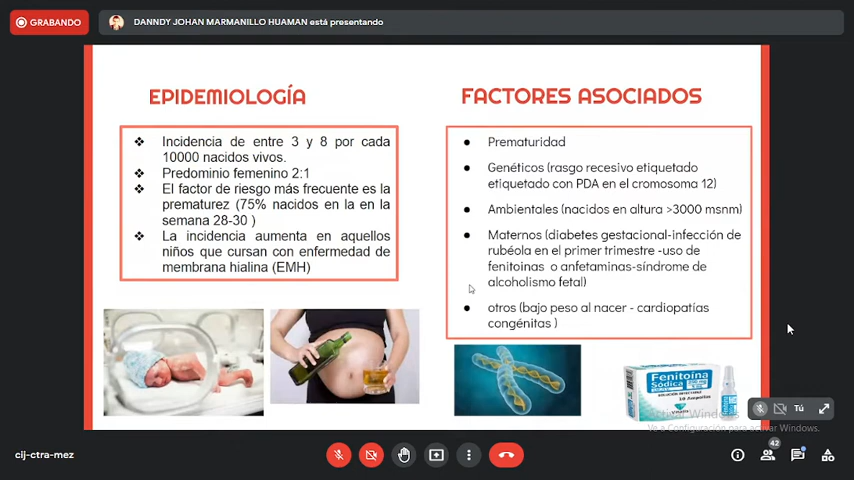 GRABANDO
DANNDY JOHAN MARMANILLO HUAMAN está presentando
EPIDEMIOLOGÍA
❖ Incidencia de entre 3 y 8 por cada
10000 nacidos vivos.
❖ Predominio femenino 2:1
❖ El factor de riesgo más frecuente es la
prematurez (75% nacidos en la en la
semana 28-30 )
❖ La incidencia aumenta en aquellos
niños que cursan con enfermedad de
membrana hialina (EMH)
FACTORES ASOCIADOS
● Prematuridad
● Genéticos (rasgo recesivo etiquetado
etiquetado con PDA en el cromosoma 12)
● Ambientales (nacidos en altura >3000 msnm)
● Maternos (diabetes gestacional-infección de
rubéola en el primer trimestre -uso de
fenitoinas o anfetaminas-síndrome de
alcoholismo fetal)
● otros (bajo peso al nacer - cardiopatías
congénitas )
Fenitoína
Sódica
10 Ampollas
Tú
Activar Windows
Ve a Configuración para activar Windows.
cij-ctra-mez
42